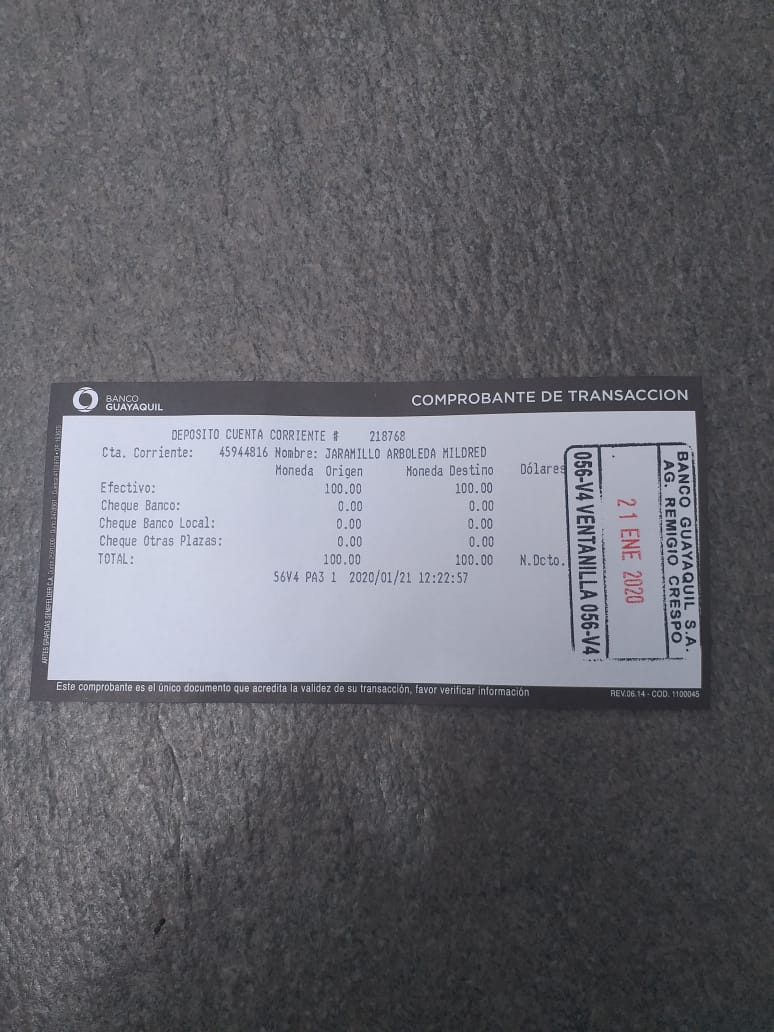 BANCO
GUAYAQUIL
COMPROBANTE DE TRANSACCION
DEPOSITO CUENTA CORRIENTE # 218768
Cta. Corriente: 45944816 Nombre: JARAMILLO ARBOLEDA MILDRED
Moneda Origen Moneda Destino Dólares
Efectivo: 100.00 100.00
Cheque Banco: 0.00 0.00
Cheque Banco Local: 0.00 0.00
Cheque Otras Plazas: 0.00 0.00
TOTAL: 100.00 100.00 N.Dcto.
56V4 PA3 1 2020/01/21 12:22:57
BANCO GUAYAQUIL S.A.
AG. REMIGIO CRESPO
21 ENE 2020
056-V4 VENTANILLA 056-V4
Este comprobante es el único documento que acredita la validez de su transacción, favor verificar información
REV.06.14 - COD. 1100045
ARTES GRAFICAS SENEFELDER C.A.